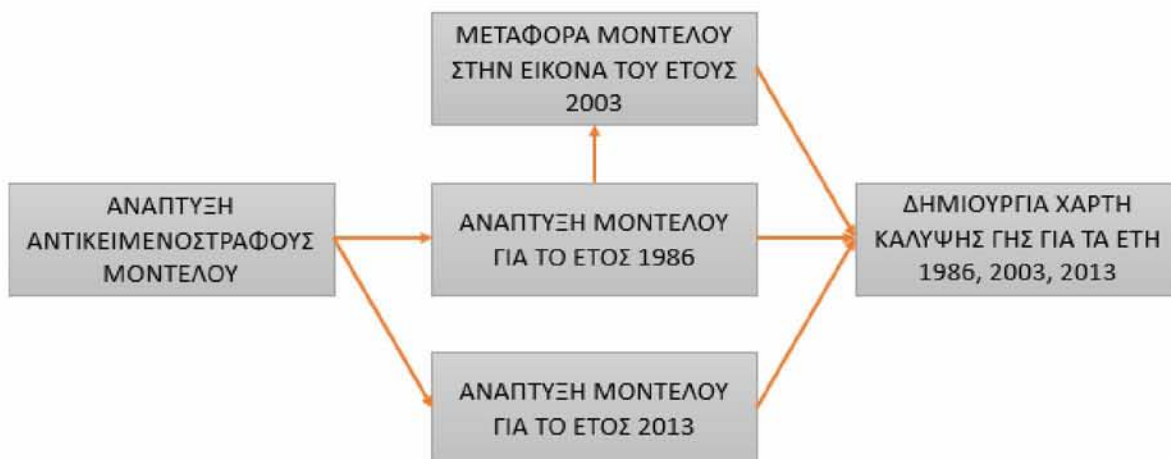 ΜΕΤΑΦΟΡΑ ΜΟΝΤΕΛΟΥ
ΣΤΗΝ ΕΙΚΟΝΑ ΤΟΥ ΕΤΟΥΣ
2003
ΑΝΑΠΤΥΞΗ
ΑΝΤΙΚΕΙΜΕΝΟΣΤΡΑΦΟΥΣ
ΜΟΝΤΕΛΟΥ
ΑΝΑΠΤΥΞΗ ΜΟΝΤΕΛΟΥ
ΓΙΑ ΤΟ ΕΤΟΣ 1986
ΔΗΜΙΟΥΡΓΙΑ ΧΑΡΤΗ
ΚΑΛΥΨΗΣ ΓΗΣ ΓΙΑ ΤΑ ΕΤΗ
1986, 2003, 2013
ΑΝΑΠΤΥΞΗ ΜΟΝΤΕΛΟΥ
ΓΙΑ ΤΟ ΕΤΟΣ 2013